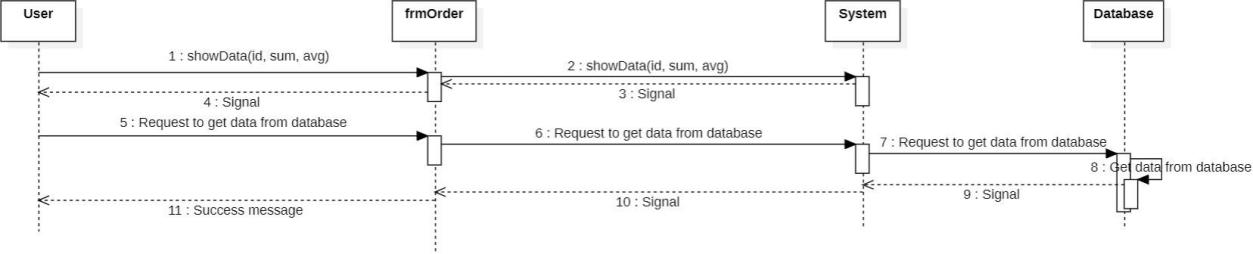 User
frmOrder
System
Database
1 : showData(id, sum, avg)
2 : showData(id, sum, avg)
3 : Signal
4 : Signal
5 : Request to get data from database
6 : Request to get data from database
7 : Request to get data from database
8 : Get data from database
9 : Signal
10 : Signal
11 : Success message